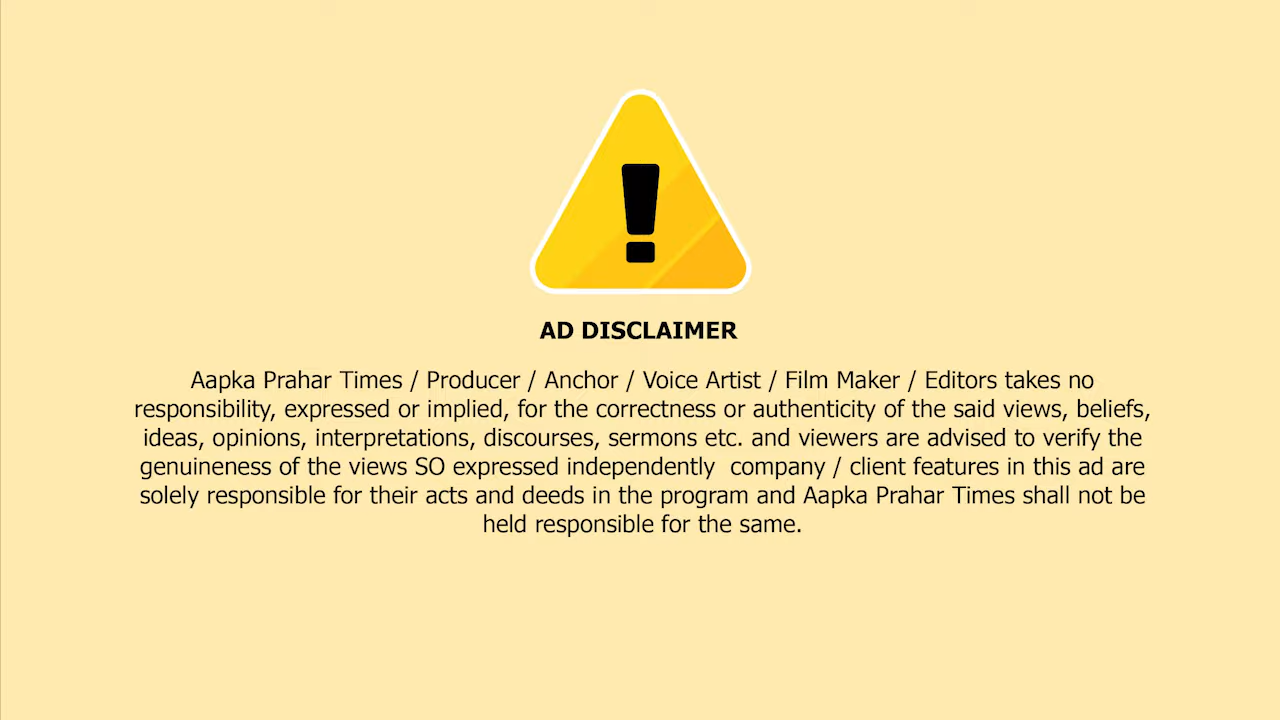 AD DISCLAIMER
Aapka Prahar Times / Producer / Anchor / Voice Artist / Film Maker / Editors takes no
responsibility, expressed or implied, for the correctness or authenticity of the said views, beliefs,
ideas, opinions, interpretations, discourses, sermons etc. and viewers are advised to verify the
genuineness of the views SO expressed independently  company / client features in this ad are
solely responsible for their acts and deeds in the program and Aapka Prahar Times shall not be
held responsible for the same.